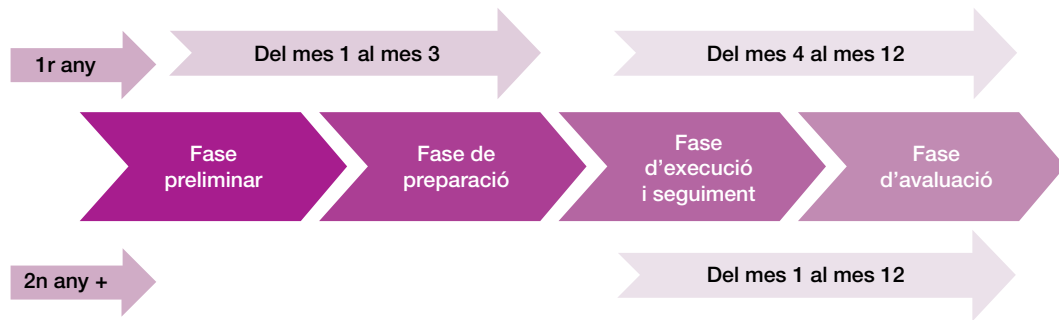 1r any
Del mes 1 al mes 3
Del mes 4 al mes 12
Fase
preliminar
Fase de
preparació
Fase
d’execució
i seguiment
Fase
d’avaluació
2n any +
Del mes 1 al mes 12